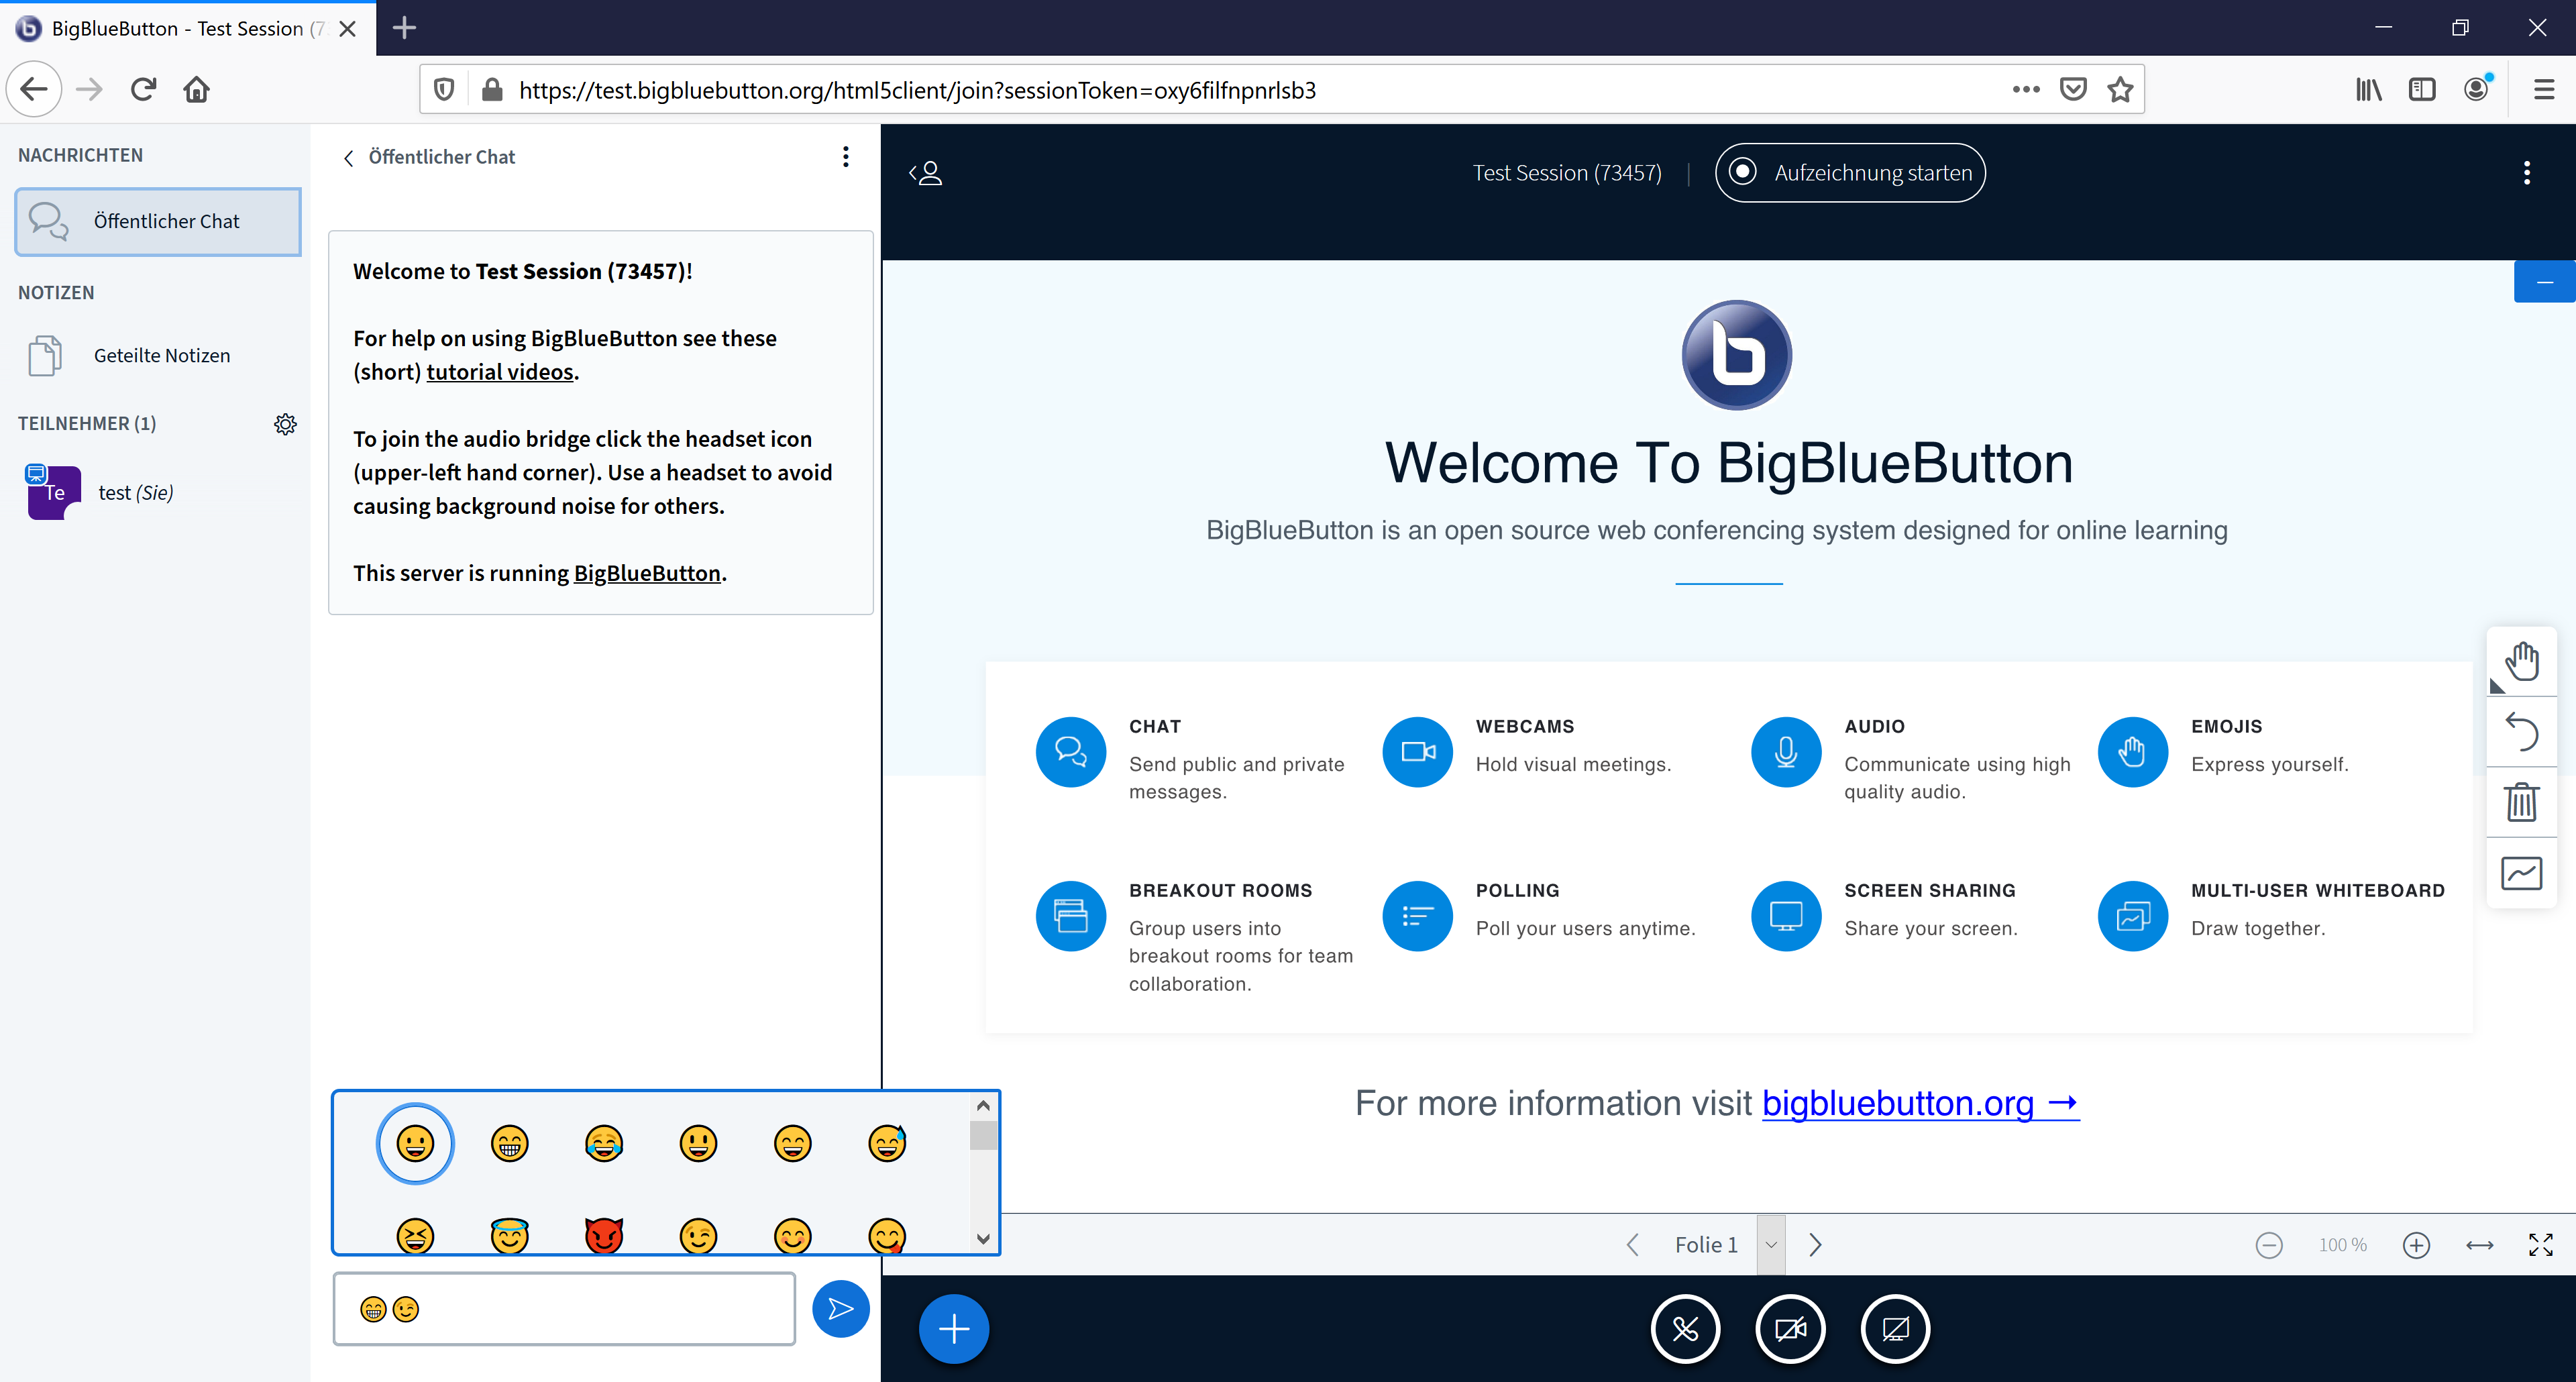 BigBlueButton - Test Session (7
https://test.bigbluebutton.org/html5client/join?sessionToken=oxy6filfnpnrlsb3
NACHRICHTEN
Öffentlicher Chat
NOTIZEN
Geteilte Notizen
TEILNEHMER (1)
Te
test (Sie)
Öffentlicher Chat
Welcome to Test Session (73457)!
For help on using BigBlueButton see these
(short) tutorial videos.
To join the audio bridge click the headset icon
(upper-left hand corner). Use a headset to avoid
causing background noise for others.
This server is running BigBlueButton.
😁😉
Test Session (73457)
Aufzeichnung starten
Welcome To BigBlueButton
BigBlueButton is an open source web conferencing system designed for online learning
CHAT
Send public and private
messages.
WEBCAMS
Hold visual meetings.
AUDIO
Communicate using high
quality audio.
EMOJIS
Express yourself.
BREAKOUT ROOMS
Group users into
breakout rooms for team
collaboration.
POLLING
Poll your users anytime.
SCREEN SHARING
Share your screen.
MULTI-USER WHITEBOARD
Draw together.
For more information visit bigbluebutton.org →
Folie 1
100 %